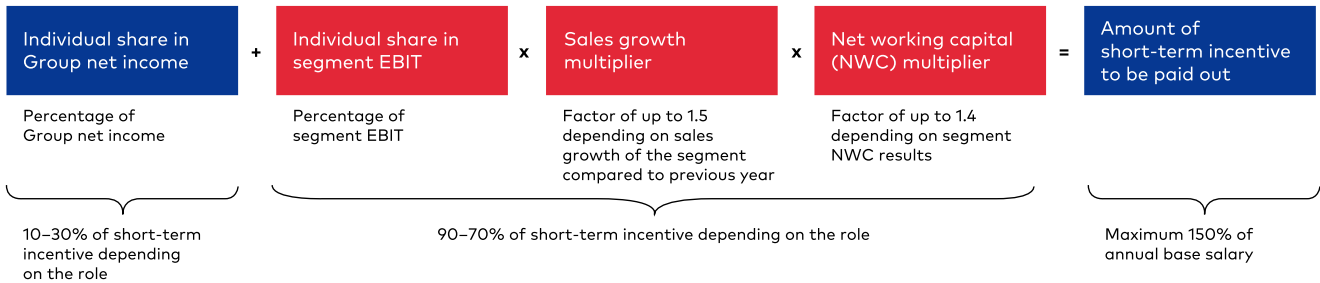 Individual share in
Group net income
+
Individual share in
segment EBIT
x
Sales growth
multiplier
x
Net working capital
(NWC) multiplier
=
Amount of
short-term incentive
to be paid out
Percentage of
Group net income
Percentage of
segment EBIT
Factor of up to 1.5
depending on sales
growth of the segment
compared to previous year
Factor of up to 1.4
depending on segment
NWC results
10–30% of short-term
incentive depending
on the role
90–70% of short-term incentive depending on the role
Maximum 150% of
annual base salary